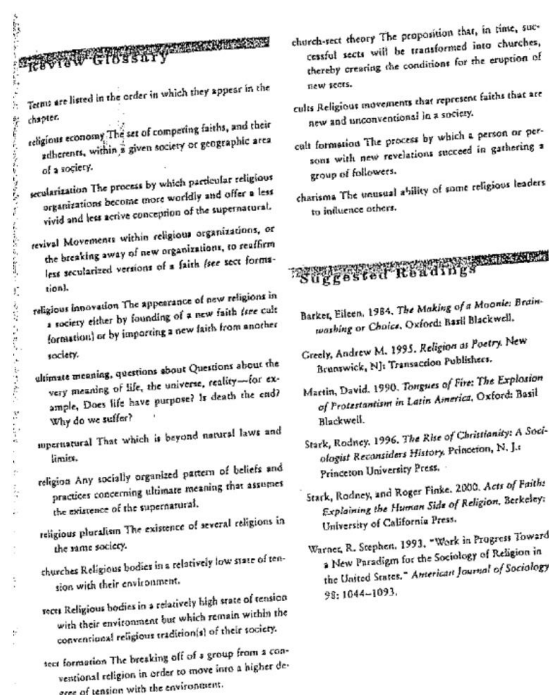 Review Glossary
Terms are listed in the order in which they appear in the
chapter.
religious economy The set of competing faiths, and their
adherents, within a given society or geographic area
of a society.
secularization The process by which particular religious
organizations become more worldly and offer a less
vivid and less active conception of the supernatural.
revival Movements within religious organizations, or
the breaking away of new organizations, to reaffirm
less secularized versions of a faith (see sect forma-
tion).
religious innovation The appearance of new religions in
a society either by founding of a new faith (see cult
formation) or by importing a new faith from another
society.
ultimate meaning, questions about Questions about the
very meaning of life, the universe, reality—for ex-
ample, Does life have purpose? Is death the end?
Why do we suffer?
supernatural That which is beyond natural laws and
limits.
religion Any socially organized pattern of beliefs and
practices concerning ultimate meaning that assumes
the existence of the supernatural.
religious pluralism The existence of several religions in
the same society.
churches Religious bodies in a relatively low state of ten-
sion with their environment.
sects Religious bodies in a relatively high state of tension
with their environment but which remain within the
conventional religious tradition(s) of their society.
sect formation The breaking off of a group from a con-
ventional religion in order to move into a higher de-
gree of tension with the environment.
church-sect theory The proposition that, in time, suc-
cessful sects will be transformed into churches,
thereby creating the conditions for the eruption of
new sects.
cults Religious movements that represent faiths that are
new and unconventional in a society.
cult formation The process by which a person or per-
sons with new revelations succeed in gathering a
group of followers.
charisma The unusual ability of some religious leaders
to influence others.
Suggested Readings
Barker, Eileen. 1984. The Making of a Moonie: Brain-
washing or Choice. Oxford: Basil Blackwell.
Greely, Andrew M. 1995. Religion as Poetry. New
Brunswick, NJ: Transaction Publishers.
Martin, David. 1990. Tongues of Fire: The Explosion
of Protestantism in Latin America. Oxford: Basil
Blackwell.
Stark, Rodney. 1996. The Rise of Christianity: A Soci-
ologist Reconsiders History. Princeton, N. J.:
Princeton University Press.
Stark, Rodney, and Roger Finke. 2000. Acts of Faith:
Explaining the Human Side of Religion. Berkeley:
University of California Press.
Warner, R. Stephen. 1993. "Work in Progress Toward
a New Paradigm for the Sociology of Religion in
the United States." American Journal of Sociology
98: 1044–1093.